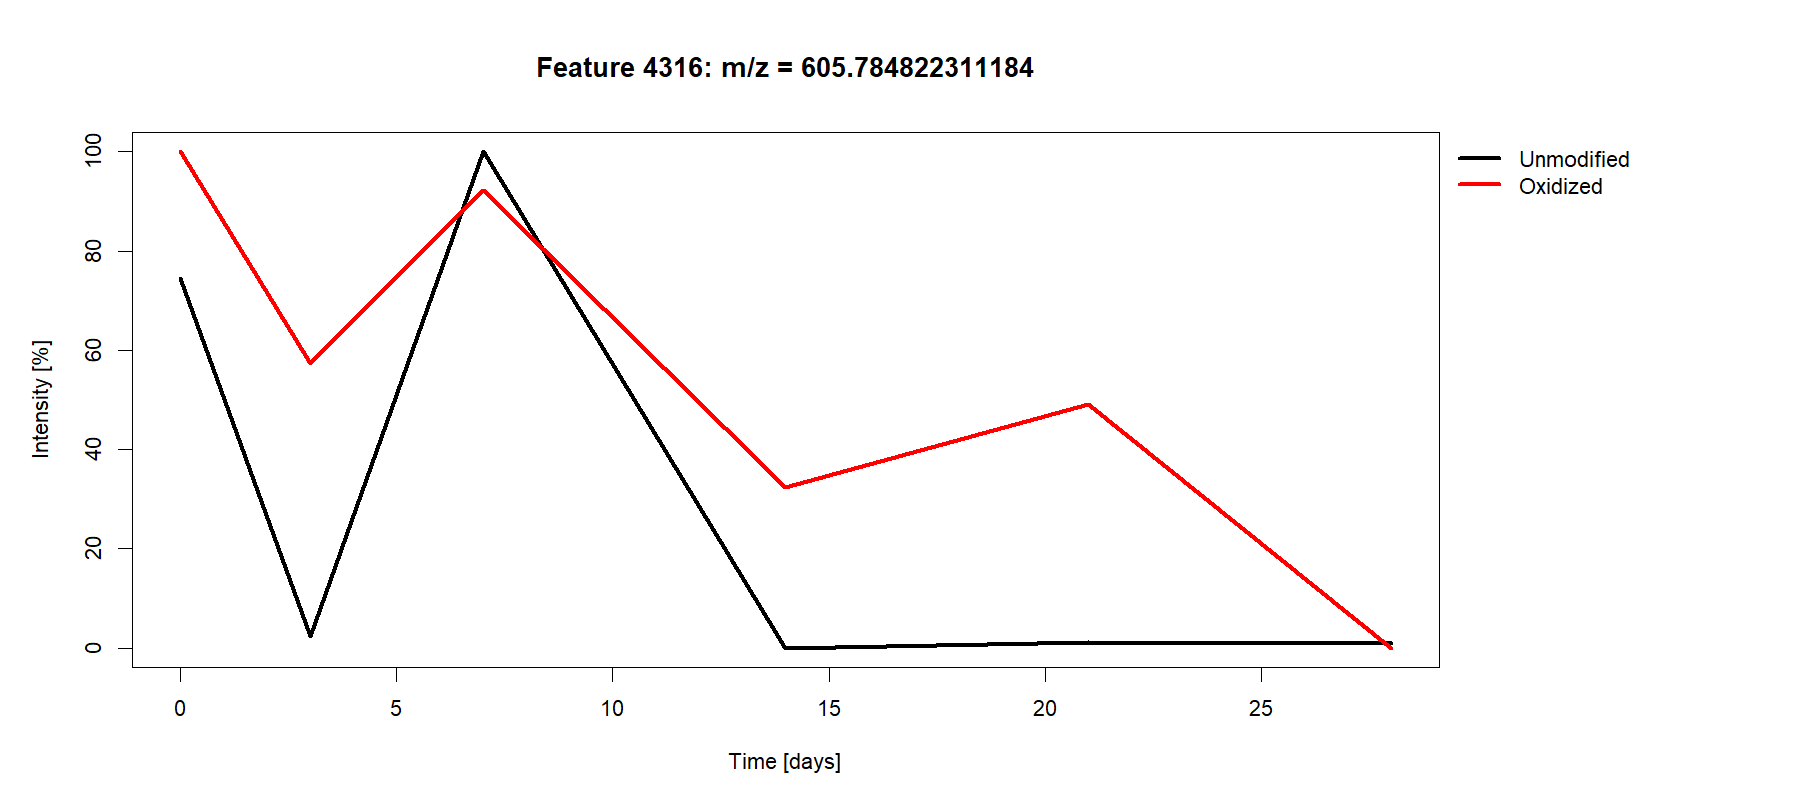 Feature 4316: m/z = 605.784822311184
Unmodified
Oxidized
Intensity [%]
100
80
60
40
20
0
0 5 10 15 20 25
Time [days]